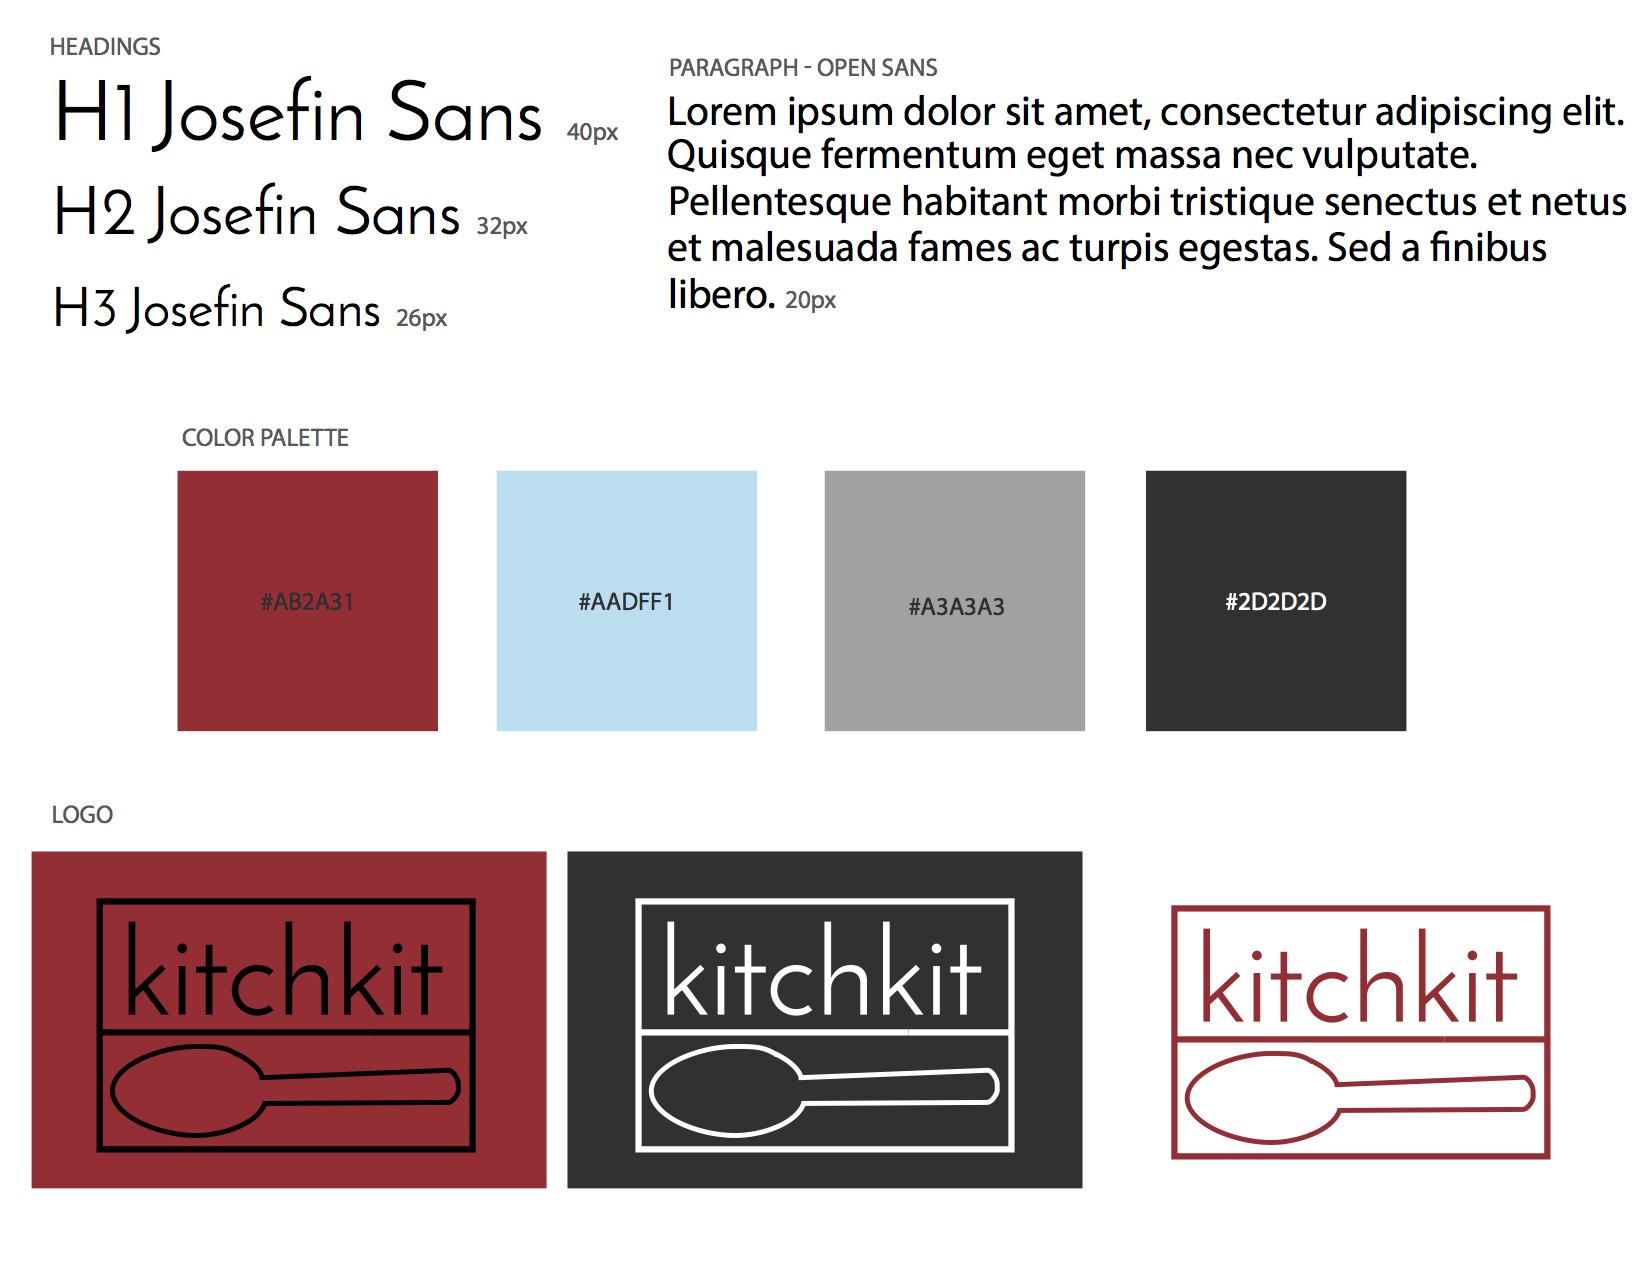 HEADINGS
H1 Josefin Sans 40px
H2 Josefin Sans 32px
H3 Josefin Sans 26px
PARAGRAPH - OPEN SANS
Lorem ipsum dolor sit amet, consectetur adipiscing elit.
Quisque fermentum eget massa nec vulputate.
Pellentesque habitant morbi tristique senectus et netus
et malesuada fames ac turpis egestas. Sed a finibus
libero. 20px
COLOR PALETTE
#AB2A31
#AADFF1
#A3A3A3
#2D2D2D
LOGO
kitchkit
kitchkit
kitchkit